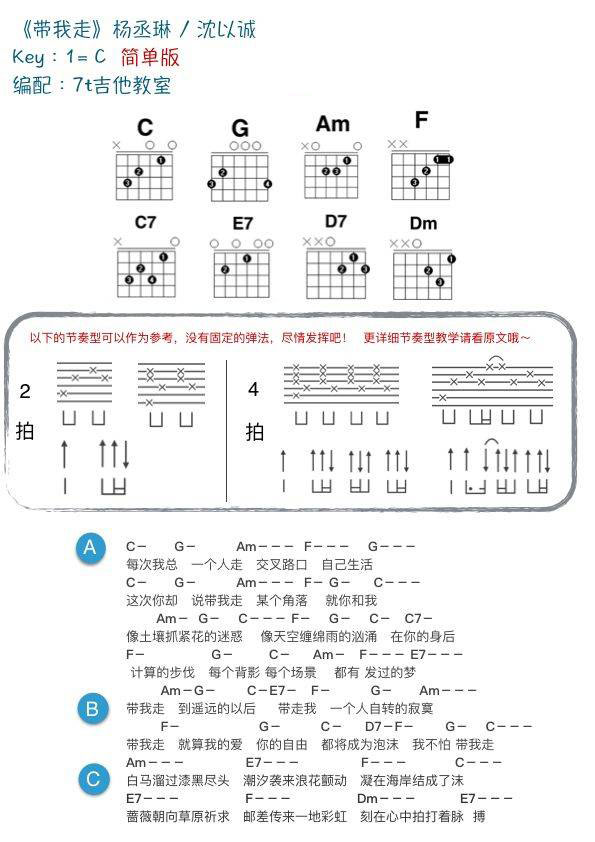 《带我走》杨丞琳 / 沈以诚
Key：1= C 简单版
编配：7t吉他教室
C G Am F
C7 E7 D7 Dm
以下的节奏型可以作为参考，没有固定的弹法，尽情发挥吧！ 更详细节奏型教学请看原文哦～
2拍
4拍
A
C－ G－ Am－－－ F－－－ G－－－
每次我总 一个人走 交叉路口 自己生活
C－ G－ Am－－－ F－ G－ C－－－
这次你却 说带我走 某个角落 就你和我
Am－ G－ C－－－ F－ G－ C－ C7－
像土壤抓紧花的迷惑 像天空缠绵雨的汹涌 在你的身后
F－ G－ C－ Am－ F－－－ E7－－－
计算的步伐 每个背影 每个场景 都有 发过的梦
B
Am－G－ C－E7－ F－ G－ Am－－－
带我走 到遥远的以后 带走我 一个人自转的寂寞
F－ G－ C－ D7－F－ G－ C－－－
带我走 就算我的爱 你的自由 都将成为泡沫 我不怕 带我走
C
Am－－－ E7－－－ F－－－ C－－－
白马溜过漆黑尽头 潮汐袭来浪花颤动 凝在海岸结成了沫
E7－－－ F－－－ Dm－－－ E7－－－
蔷薇朝向草原祈求 邮差传来一地彩虹 刻在心中拍打着脉 搏